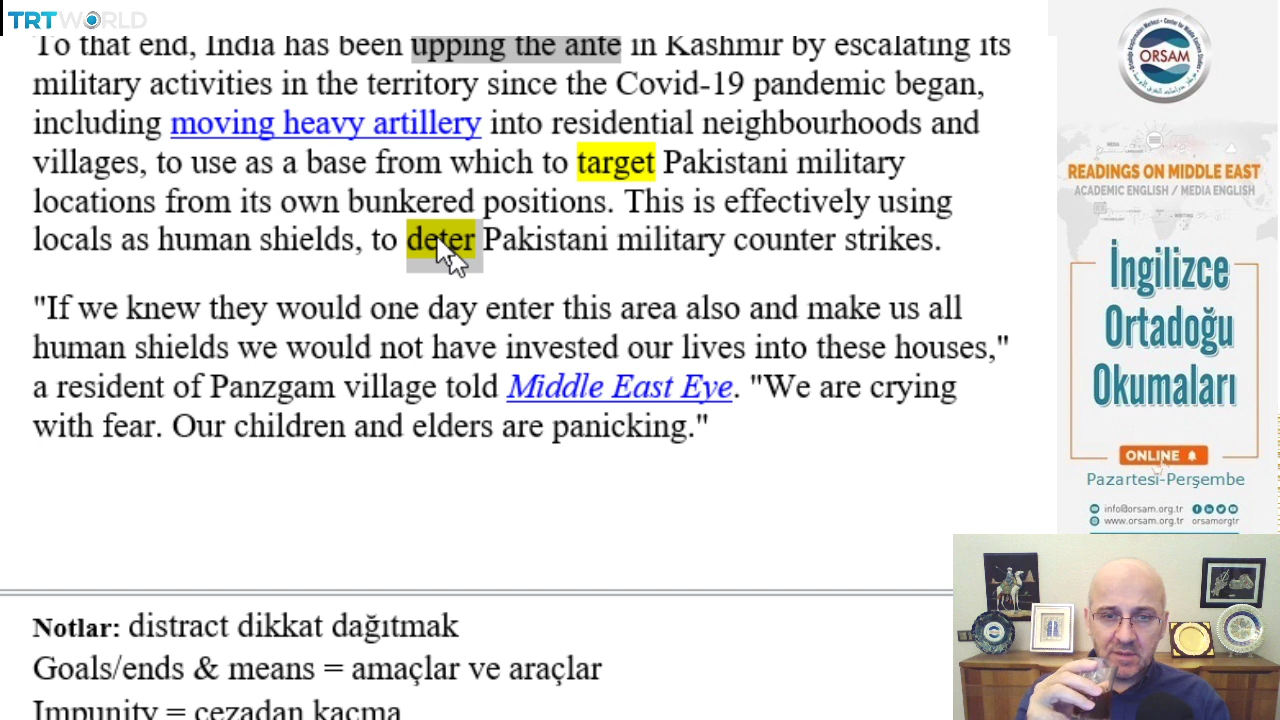 TRT WORLD
To that end, India has been upping the ante in Kashmir by escalating its
military activities in the territory since the Covid-19 pandemic began,
including moving heavy artillery into residential neighbourhoods and
villages, to use as a base from which to target Pakistani military
locations from its own bunkered positions. This is effectively using
locals as human shields, to deter Pakistani military counter strikes.
"If we knew they would one day enter this area also and make us all
human shields we would not have invested our lives into these houses,"
a resident of Panzgam village told Middle East Eye. "We are crying
with fear. Our children and elders are panicking."
Notlar: distract dikkat dağıtmak
Goals/ends & means = amaçlar ve araçlar
Impunity = cezadan kaçma
ORSAM
READINGS ON MIDDLE EAST
ACADEMIC ENGLISH / MEDIA ENGLISH
İngilizce
Ortadoğu
Okumaları
ONLINE
Pazartesi-Perşembe
info@orsam.org.tr
www.orsam.org.tr orsamorgtr